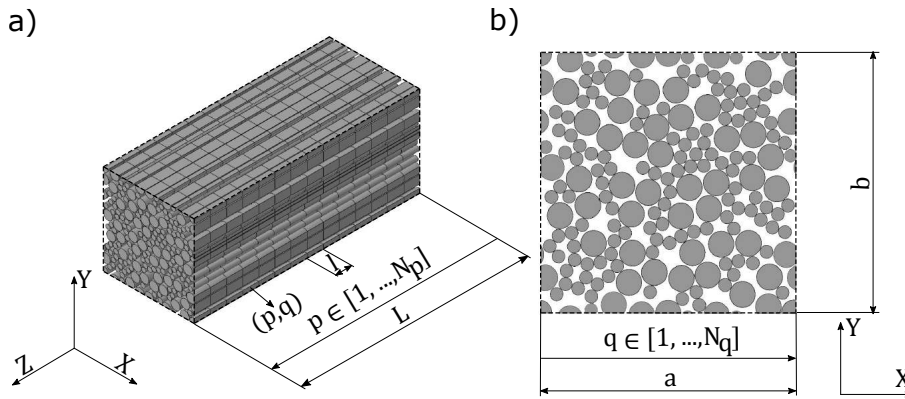 a)
Y
Z
X
(p,q)
l
p ∈ [1, ...,Np]
L
b)
b
q ∈ [1, ...,Nq]
a
Y
X